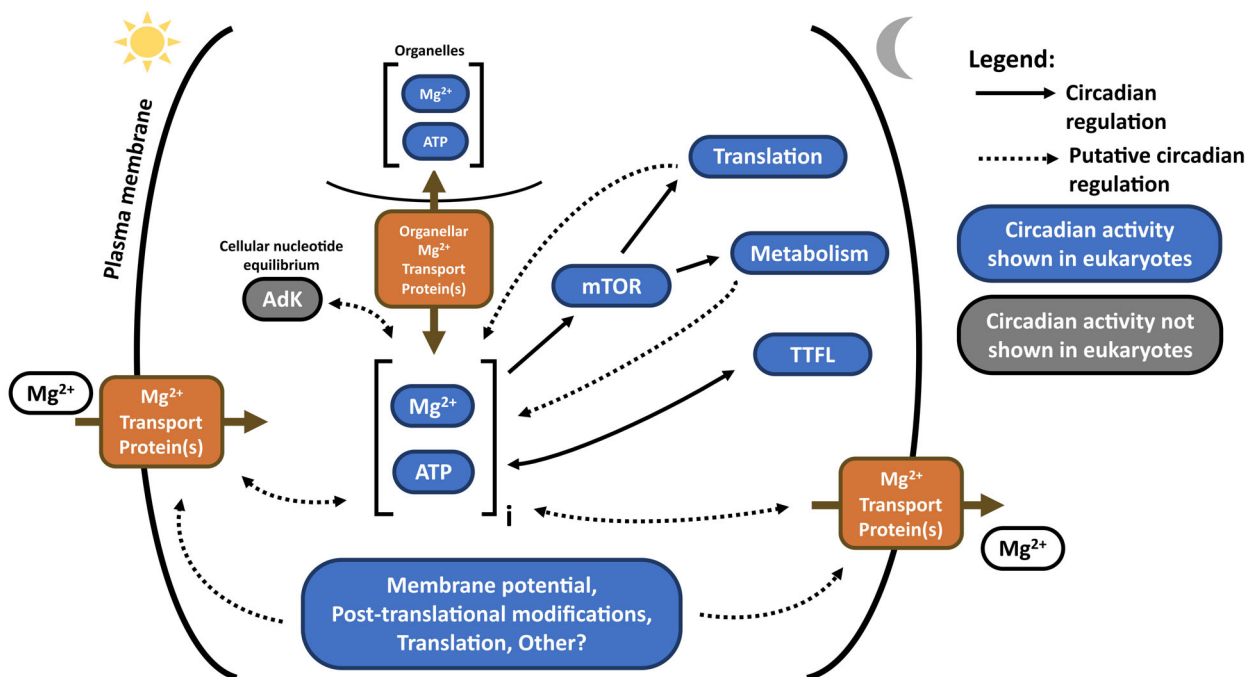 Plasma membrane
Organelles
Mg²⁺
ATP
Organellar
Mg²⁺
Transport
Protein(s)
Cellular nucleotide
equilibrium
AdK
Translation
Metabolism
mTOR
TTFL
Mg²⁺
ATP
i
Mg²⁺
Mg²⁺
Transport
Protein(s)
Mg²⁺
Transport
Protein(s)
Mg²⁺
Membrane potential,
Post-translational modifications,
Translation, Other?
Legend:
Circadian
regulation
Putative circadian
regulation
Circadian activity
shown in eukaryotes
Circadian activity not
shown in eukaryotes